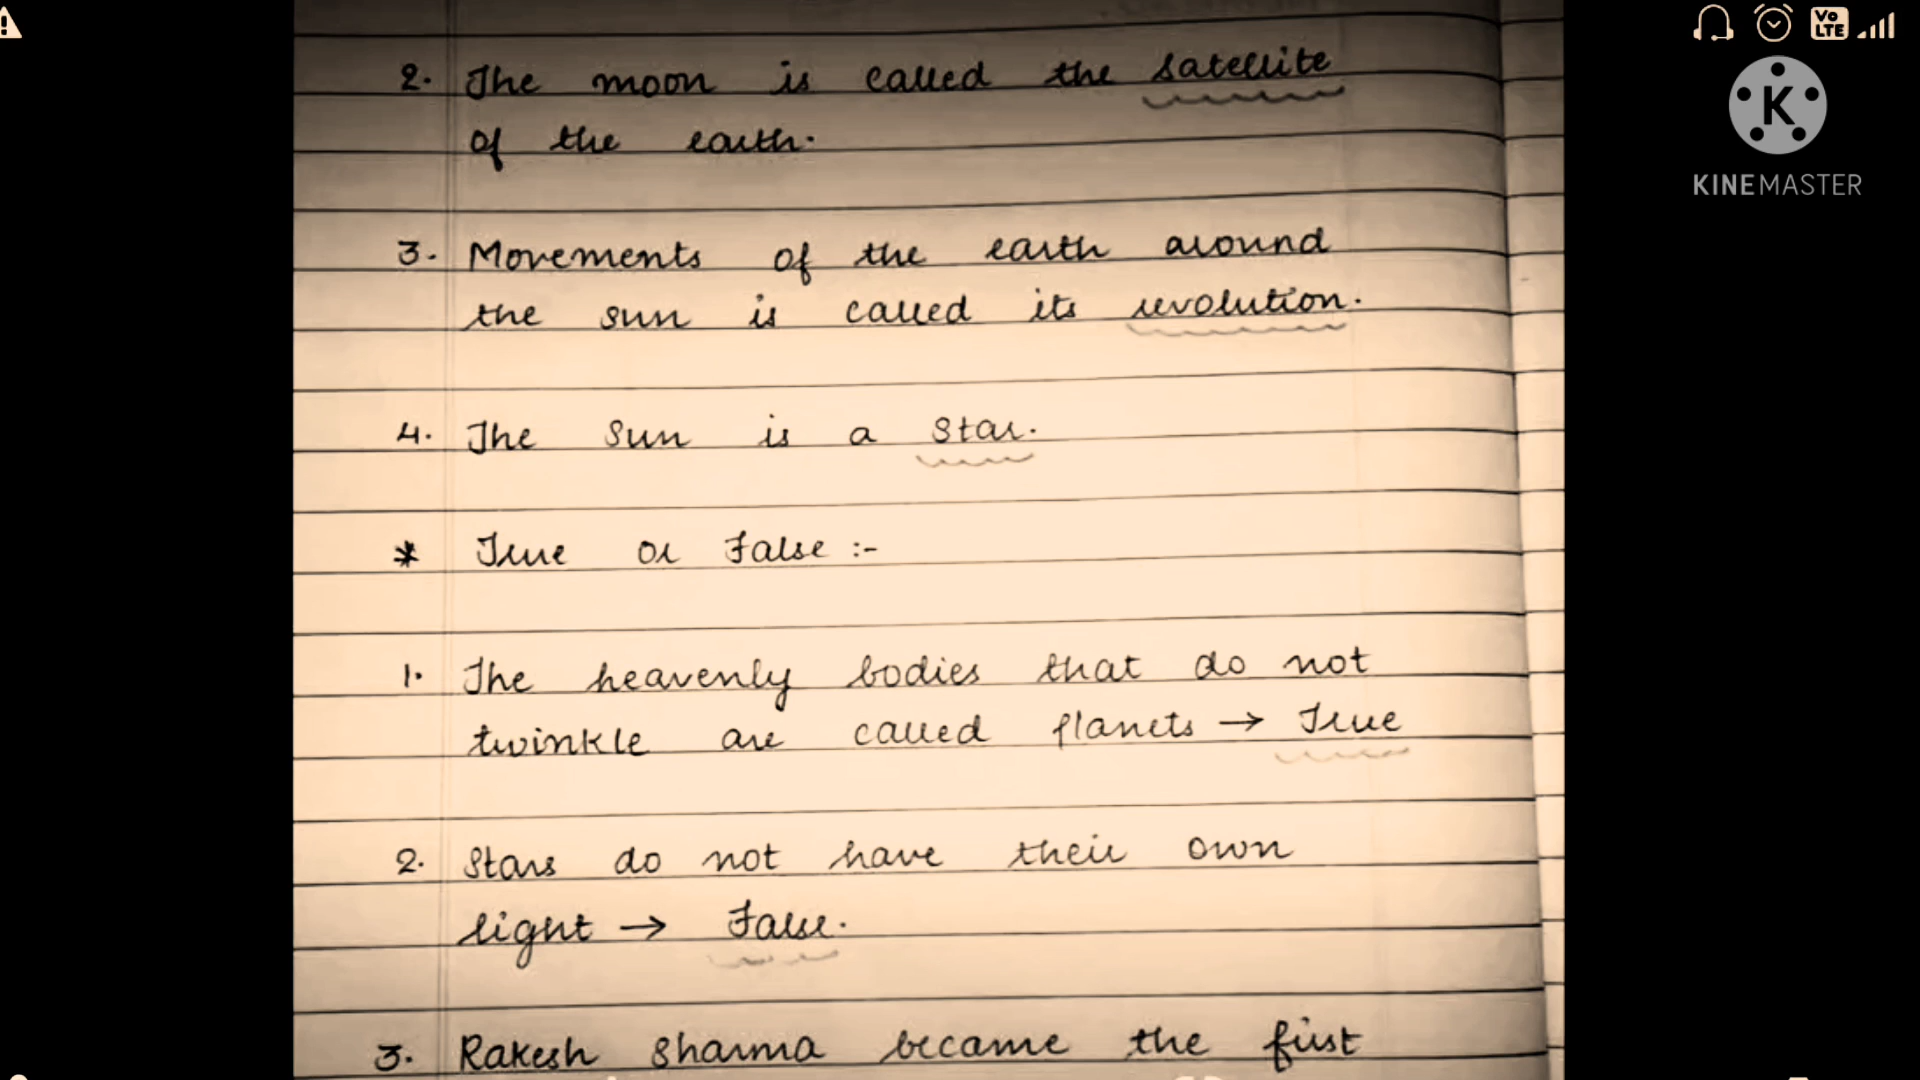 2. The moon is called the satellite
of the earth.
3. Movements of the earth around
the sun is called its revolution.
4. The Sun is a Star.
* True or False :-
1. The heavenly bodies that do not
twinkle are called planets → True
2. Stars do not have their own
light → False.
3. Rakesh Sharma became the first
VO
LTE
K
KINEMASTER